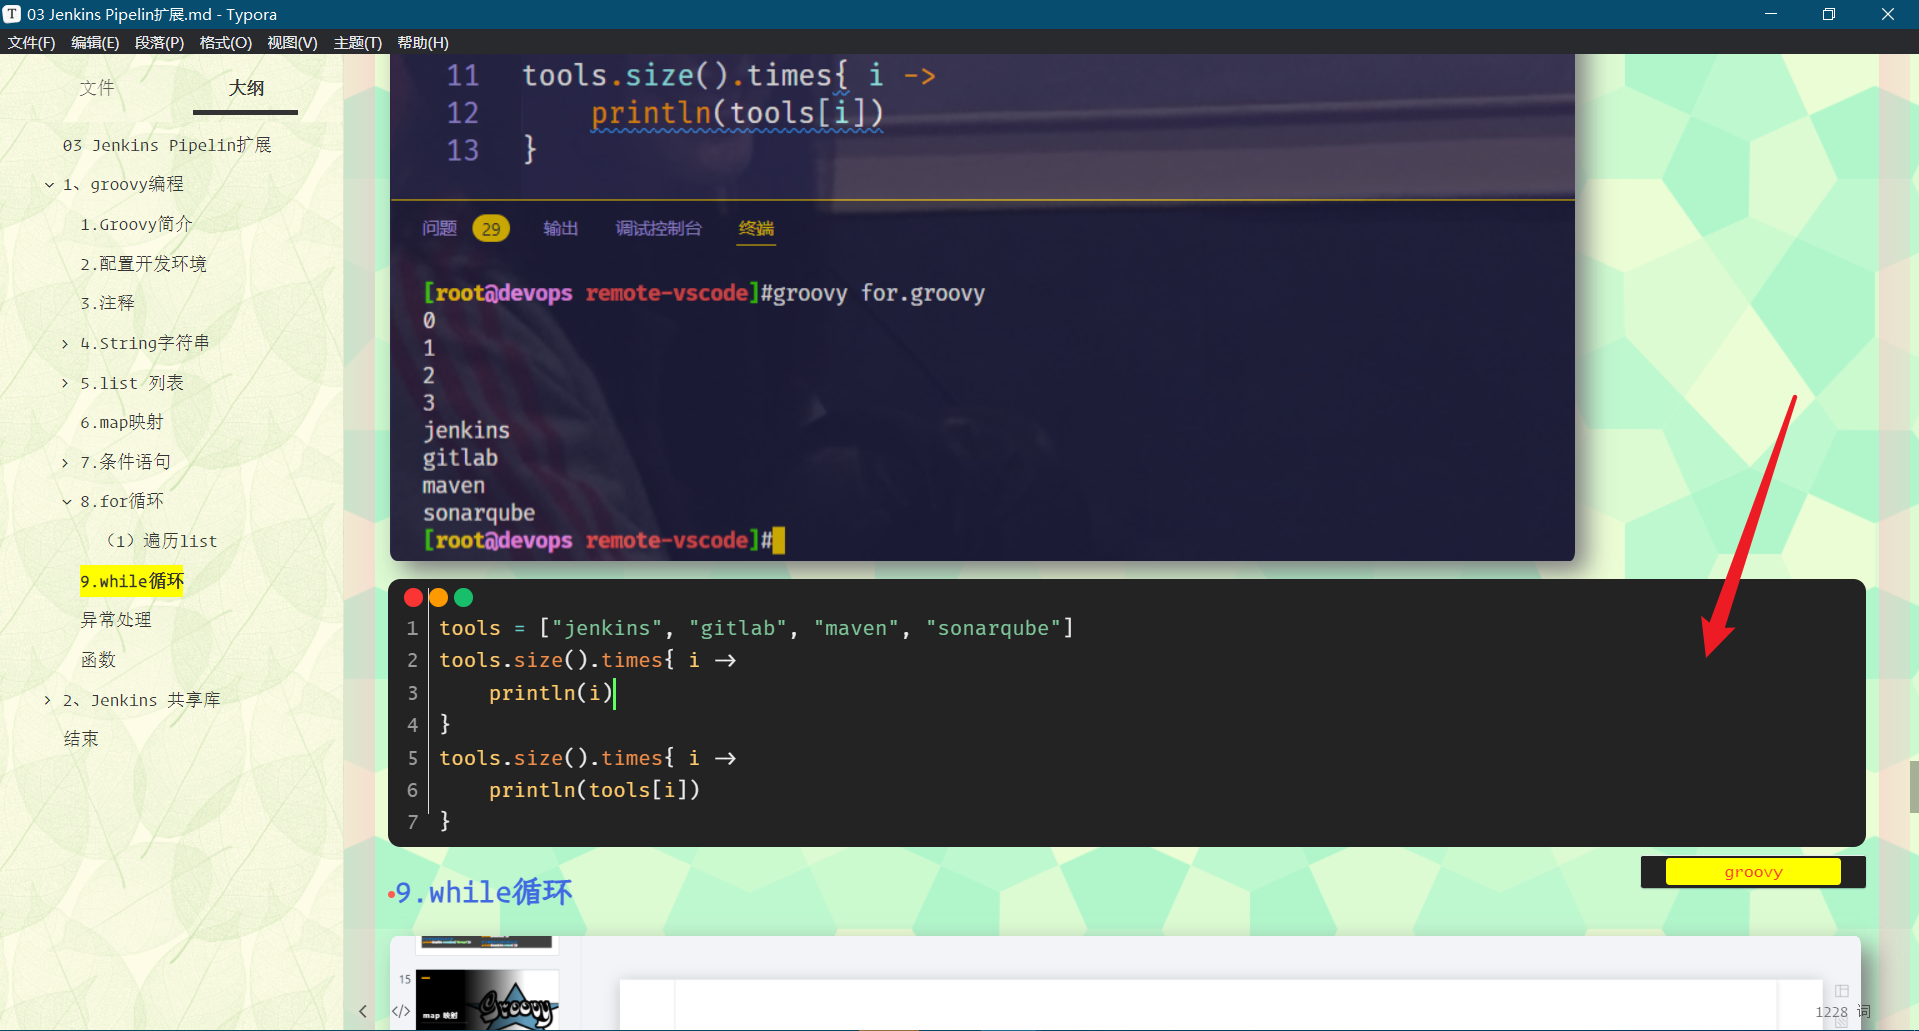 T 03 Jenkins Pipelin扩展.md - Typora
文件(F) 编辑(E) 段落(P) 格式(O) 视图(V) 主题(T) 帮助(H)
文件 大纲
03 Jenkins Pipelin扩展
1、groovy编程
1.Groovy简介
2.配置开发环境
3.注释
4.String字符串
5.list 列表
6.map映射
7.条件语句
8.for循环
（1）遍历list
9.while循环
异常处理
函数
2、Jenkins 共享库
结束
11 tools.size().times{ i ->
12 println(tools[i])
13 }
问题 29 输出 调试控制台 终端
[root@devops remote-vscode]#groovy for.groovy
0
1
2
3
jenkins
gitlab
maven
sonarqube
[root@devops remote-vscode]#
1 tools = ["jenkins", "gitlab", "maven", "sonarqube"]
2 tools.size().times{ i ->
3 println(i)
4 }
5 tools.size().times{ i ->
6 println(tools[i])
7 }
groovy
9.while循环
15
map 映射
Groovy
</>
1228 词